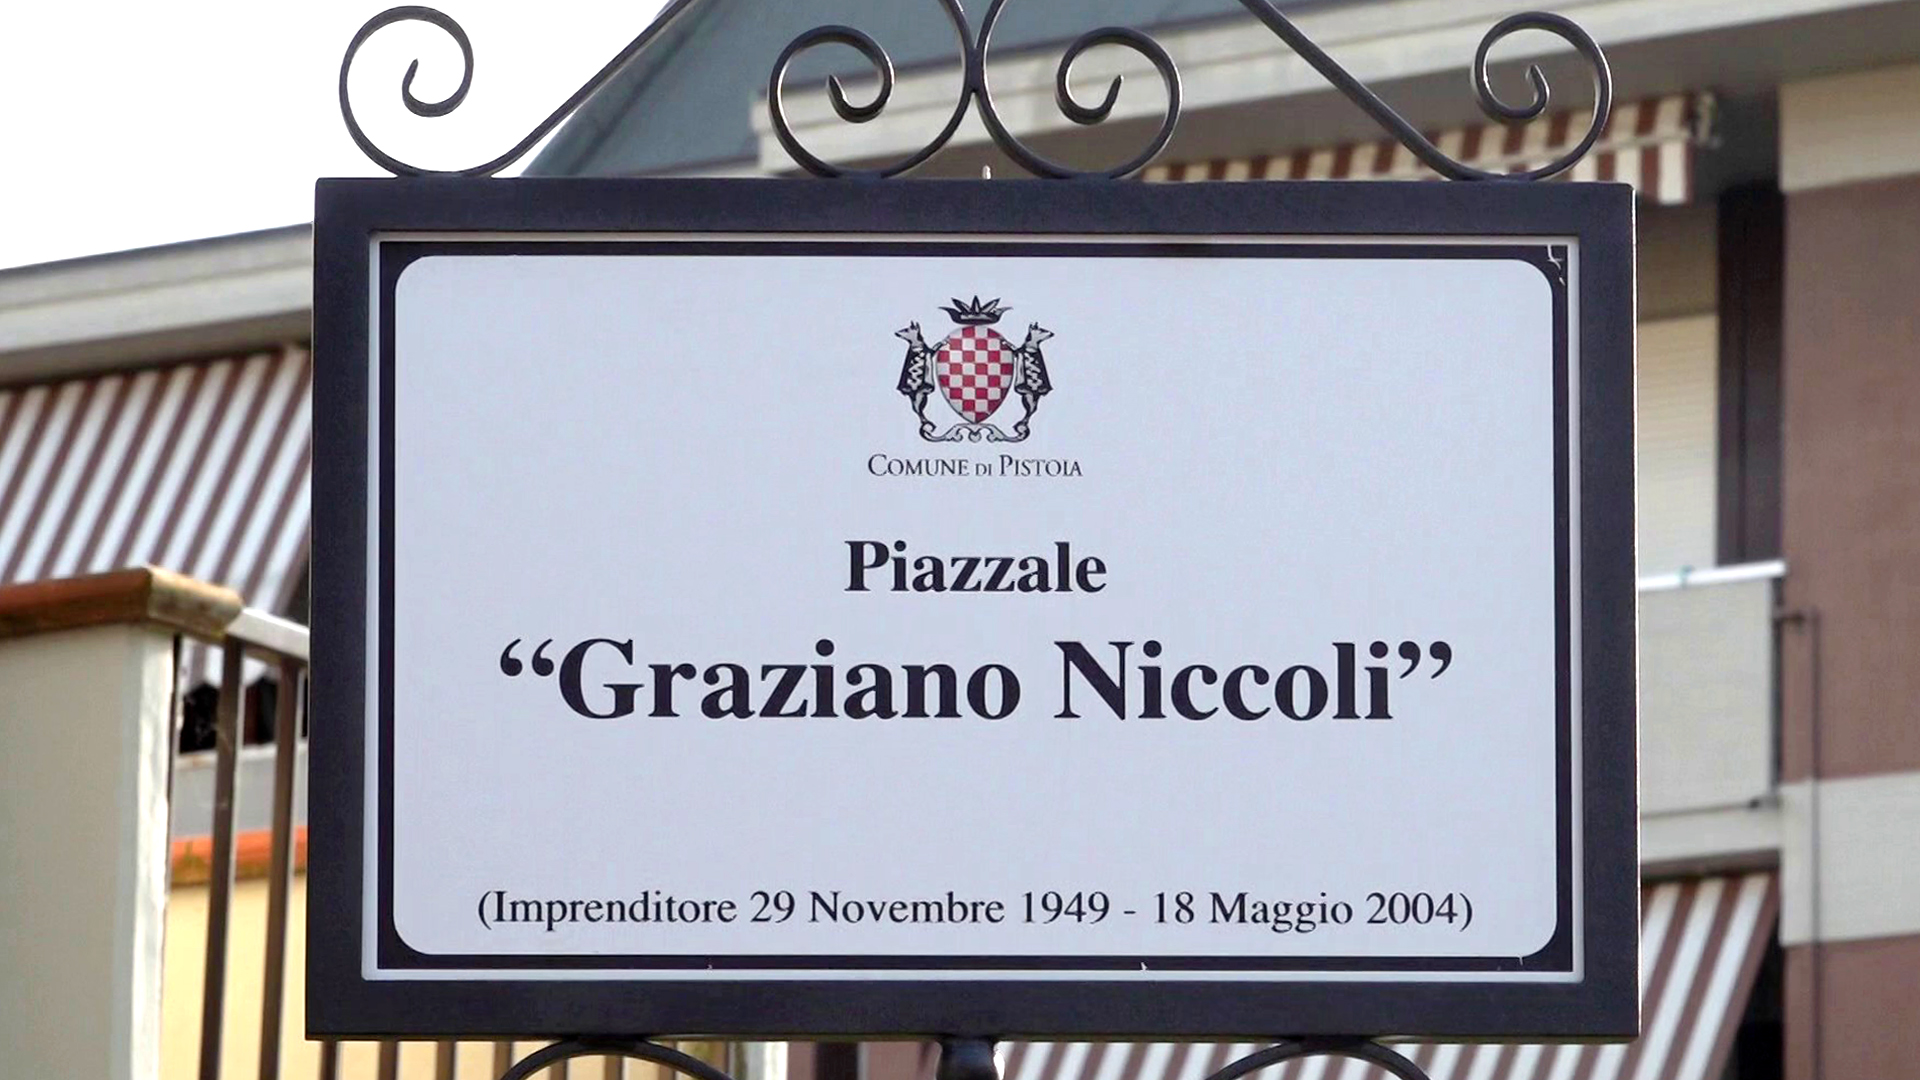 COMUNE DI PISTOIA
Piazzale
“Graziano Niccoli”
(Imprenditore 29 Novembre 1949 - 18 Maggio 2004)